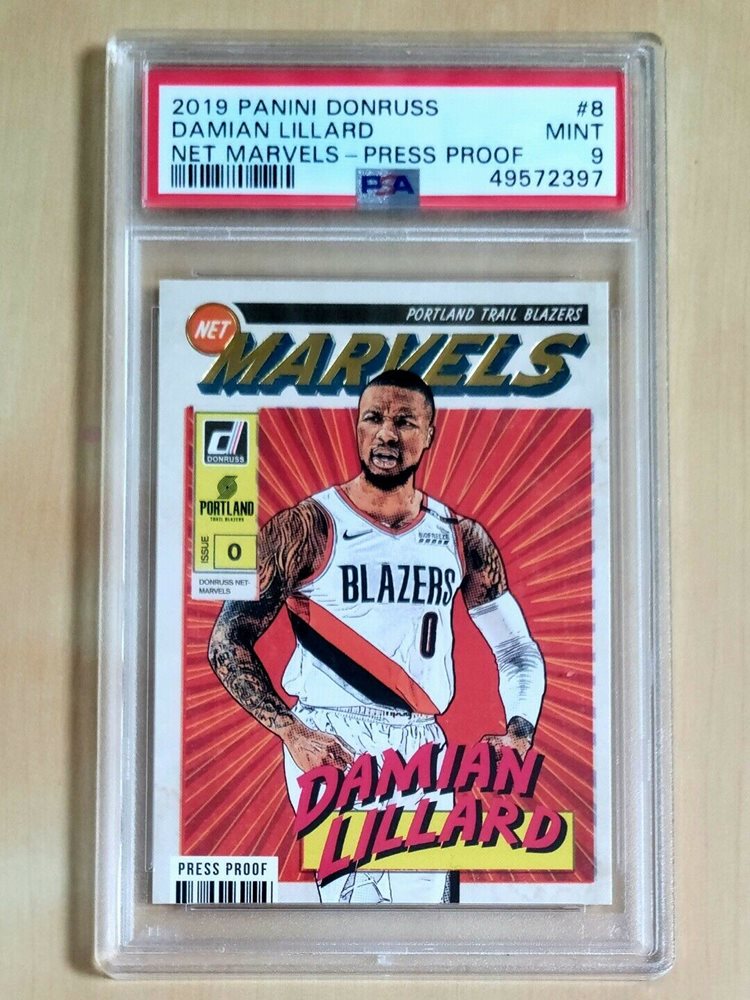 2019 PANINI DONRUSS #8
DAMIAN LILLARD MINT
NET MARVELS – PRESS PROOF 9
PSA 49572397
PORTLAND TRAIL BLAZERS
NET
MARVELS
DONRUSS
PORTLAND
TRAIL BLAZERS
ISSUE 0
DONRUSS NET-
MARVELS
BLAZERS
0
DAMIAN
LILLARD
PRESS PROOF